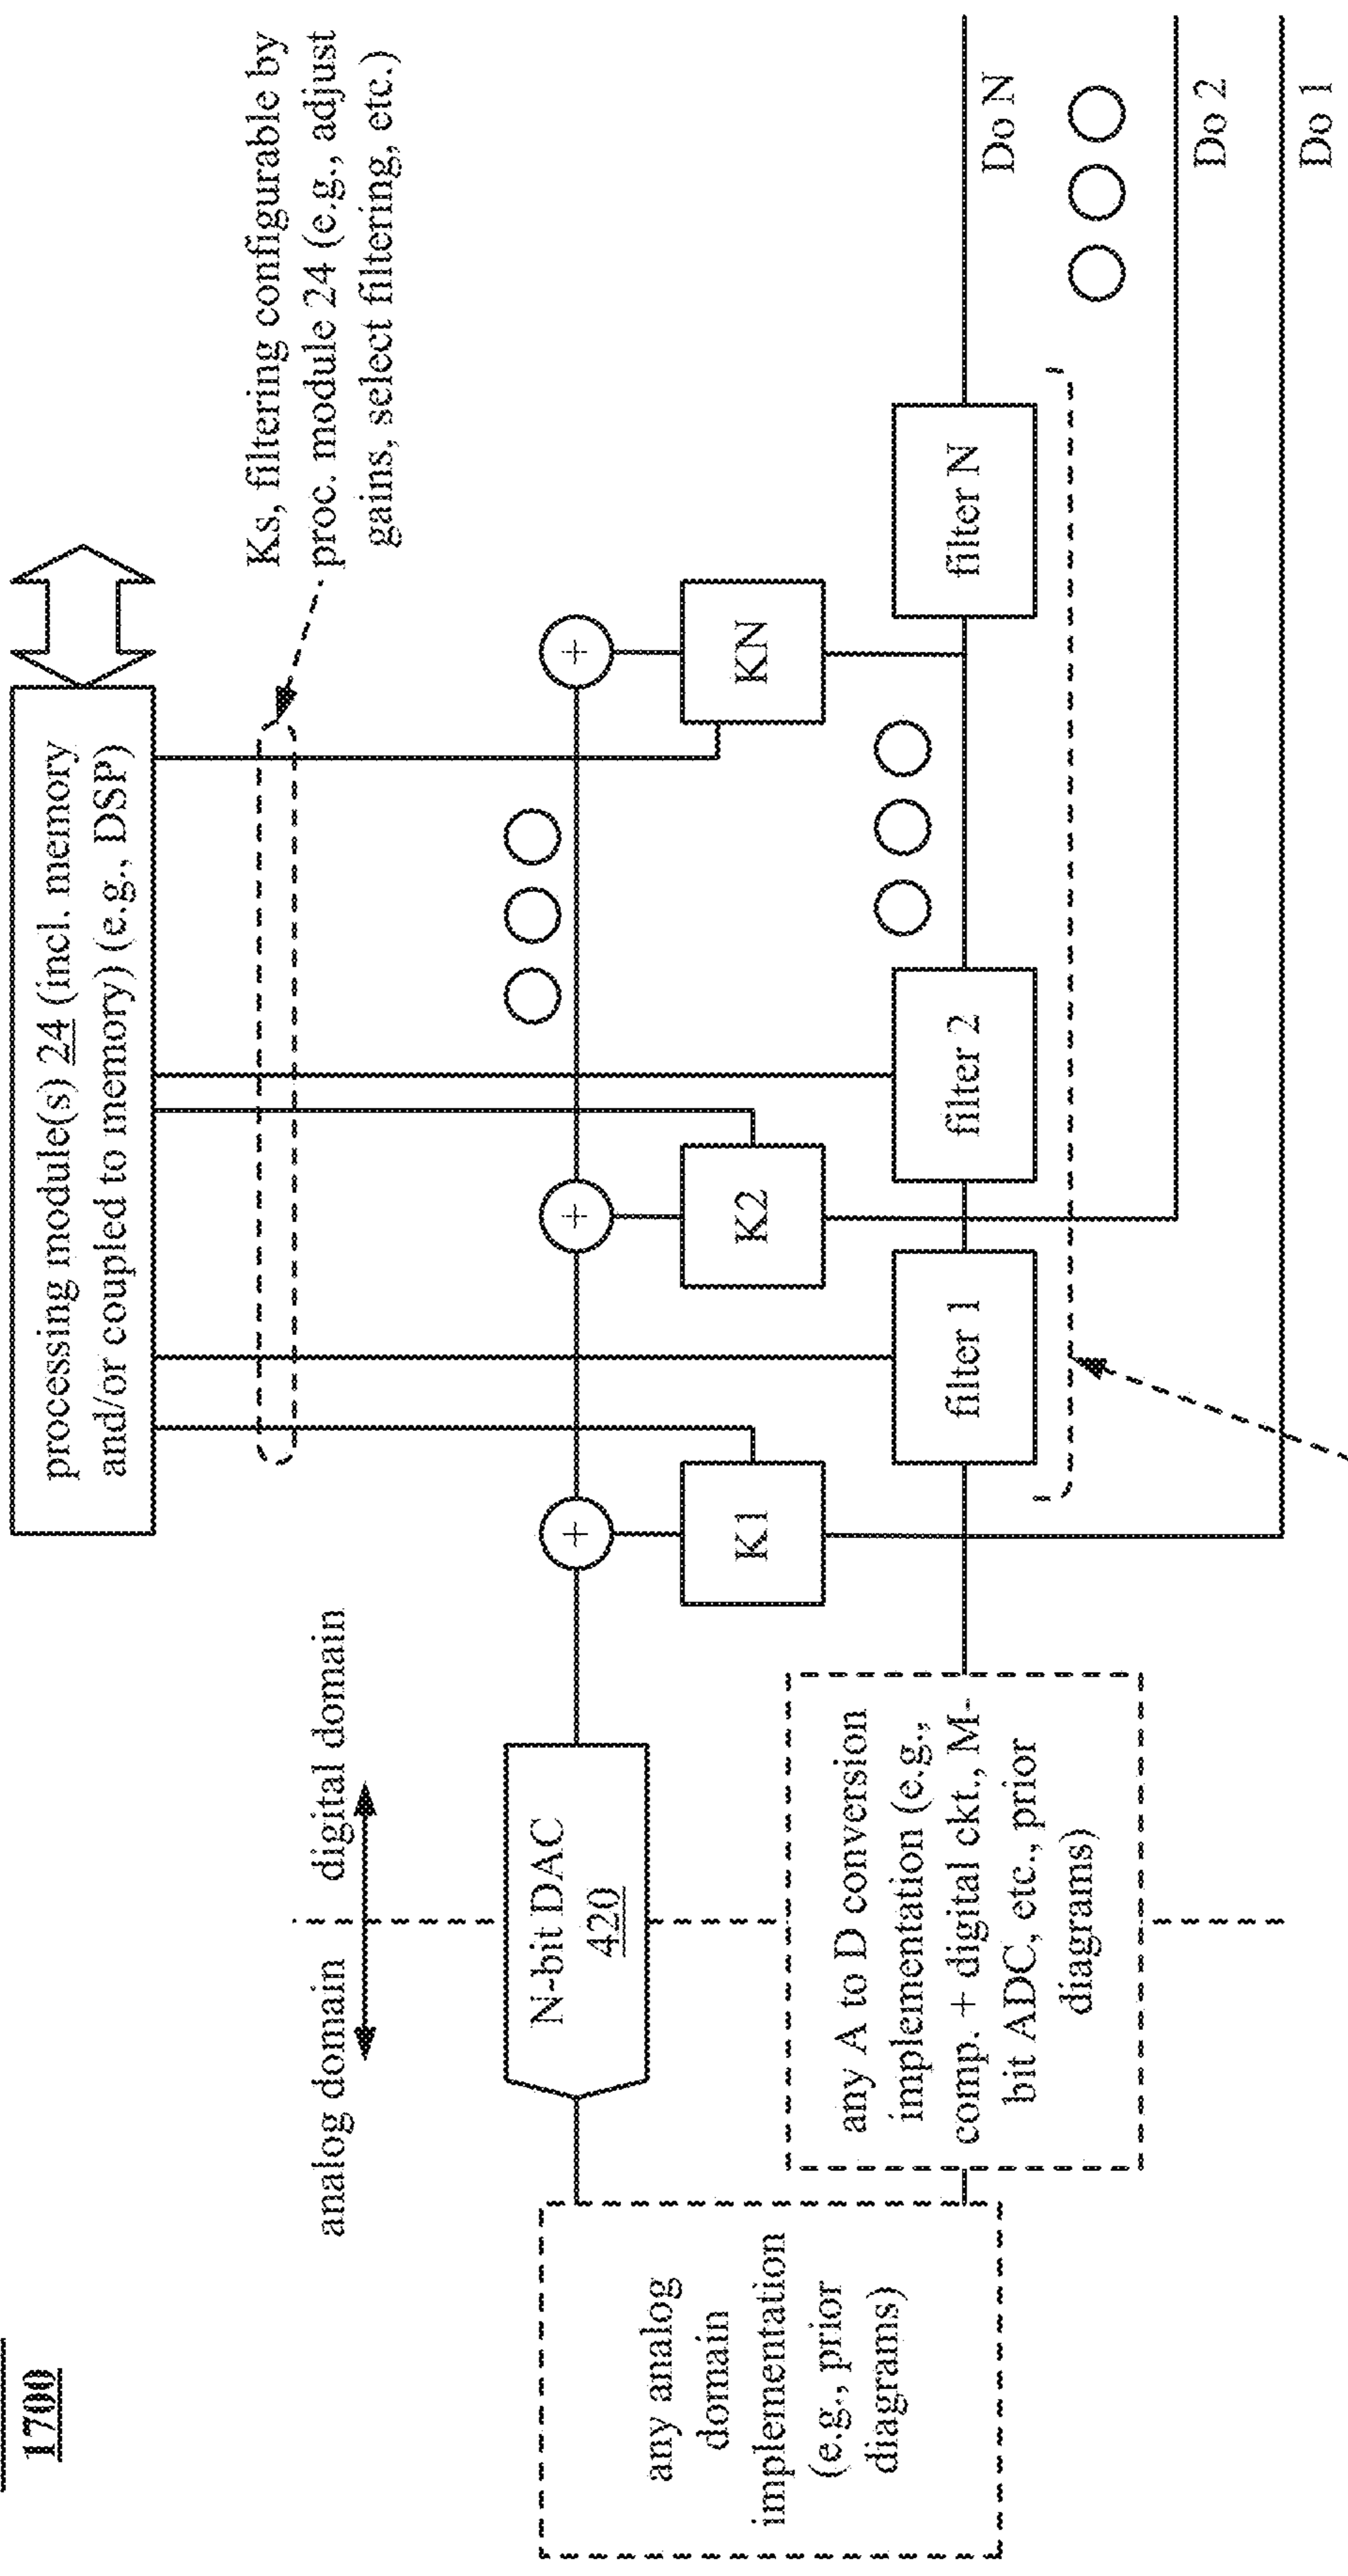 1700
processing module(s) 24 (incl. memory
and/or coupled to memory) (e.g., DSP)
Ks, filtering configurable by
proc. module 24 (e.g., adjust
gains, select filtering, etc.)
analog domain
digital domain
N-bit DAC
420
+
+
+
K1
K2
KN
any analog
domain
implementation
(e.g., prior
diagrams)
any A to D conversion
implementation (e.g.,
comp. + digital ckt., M-
bit ADC, etc., prior
diagrams)
filter 1
filter 2
filter N
Do N
Do 2
Do 1